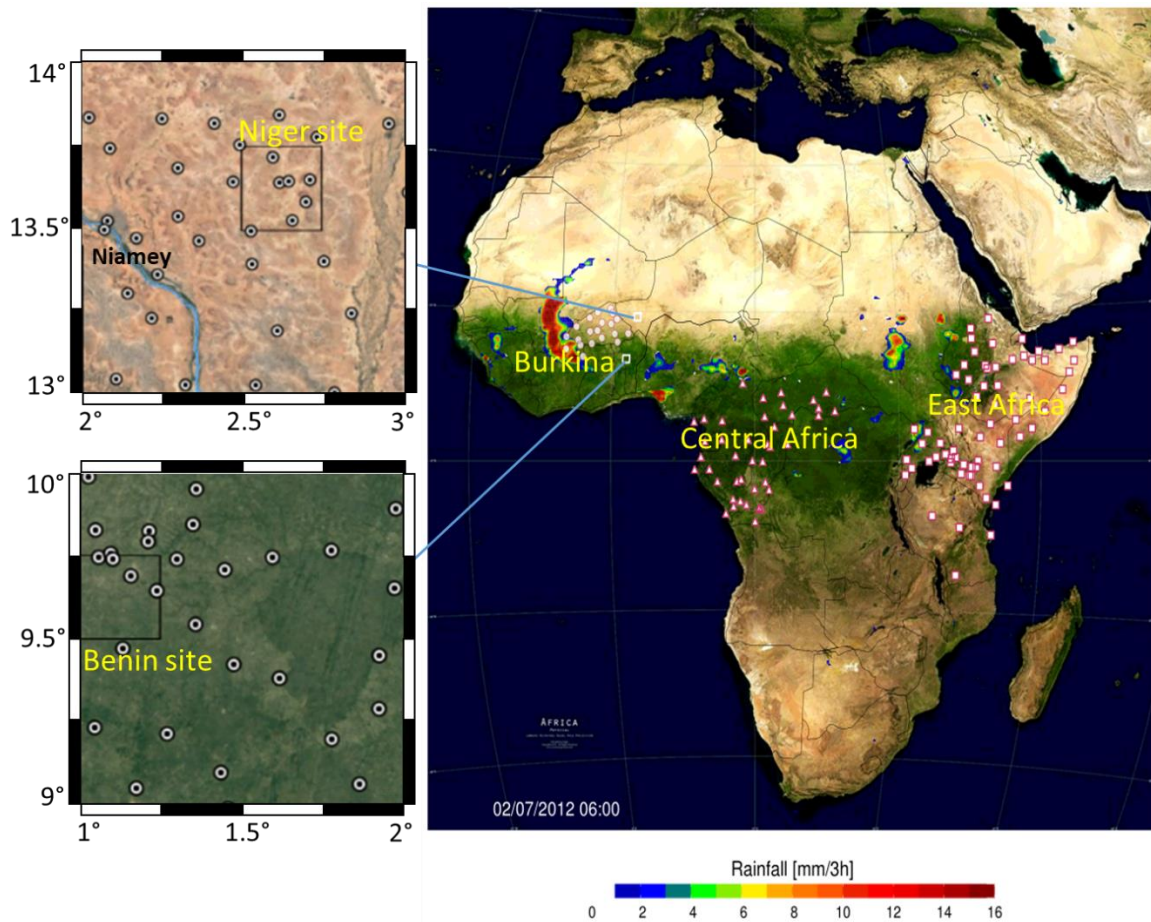 14°
Niger site
13.5°
Niamey
13°
2°
2.5°
3°
10°
9.5°
Benin site
9°
1°
1.5°
2°
Burkina
Central Africa
East Africa
AFRICA
02/07/2012 06:00
Rainfall [mm/3h]
0 2 4 6 8 10 12 14 16